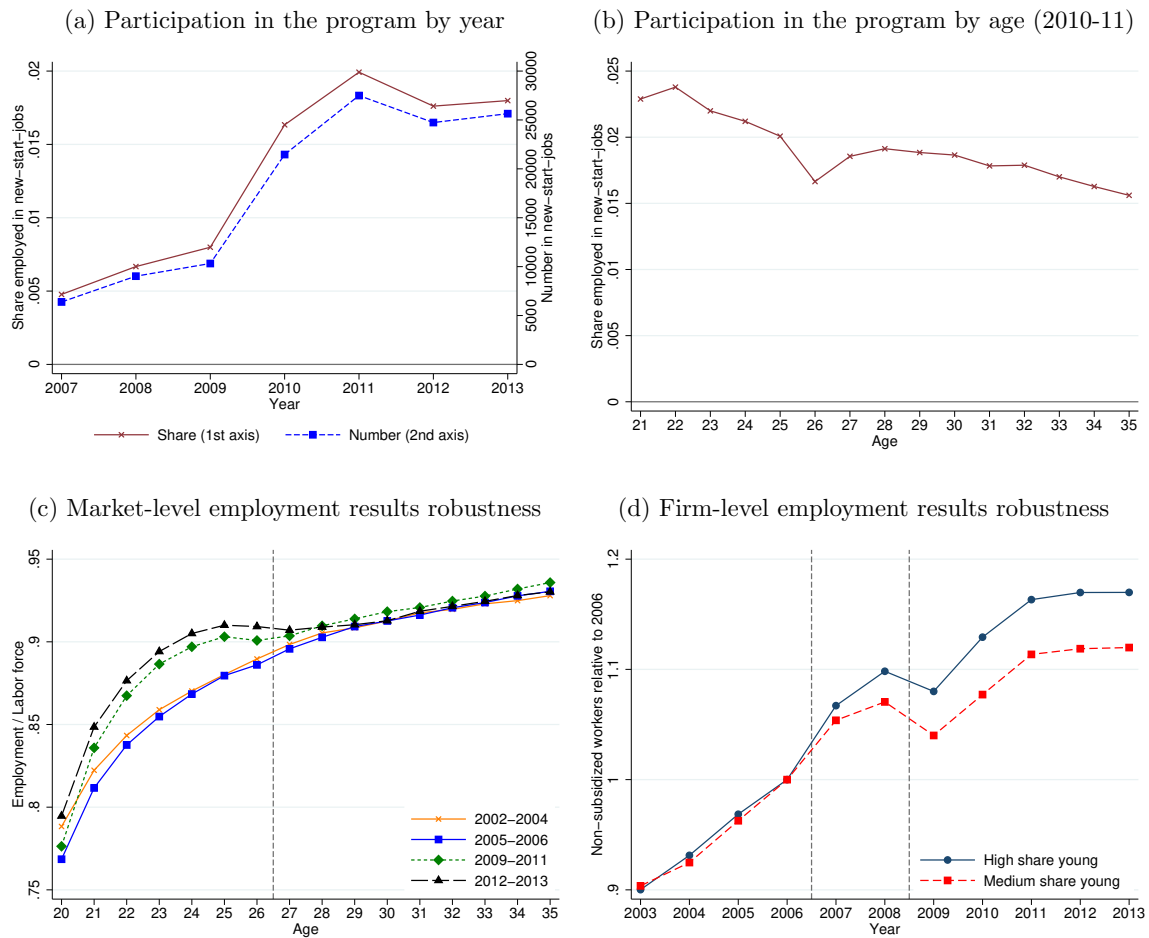 (a) Participation in the program by year
Share employed in new−start−jobs
0
.005
.01
.015
.02
Number in new−start−jobs
0
5000
10000
15000
20000
25000
30000
2007 2008 2009 2010 2011 2012 2013
Year
Share (1st axis)
Number (2nd axis)
(b) Participation in the program by age (2010-11)
Share employed in new−start−jobs
0
.005
.01
.015
.02
.025
21 22 23 24 25 26 27 28 29 30 31 32 33 34 35
Age
(c) Market-level employment results robustness
Employment / Labor force
.75
.8
.85
.9
.95
20 21 22 23 24 25 26 27 28 29 30 31 32 33 34 35
Age
2002−2004
2005−2006
2009−2011
2012−2013
(d) Firm-level employment results robustness
Non−subsidized workers relative to 2006
.9
1
1.1
1.2
2003 2004 2005 2006 2007 2008 2009 2010 2011 2012 2013
Year
High share young
Medium share young